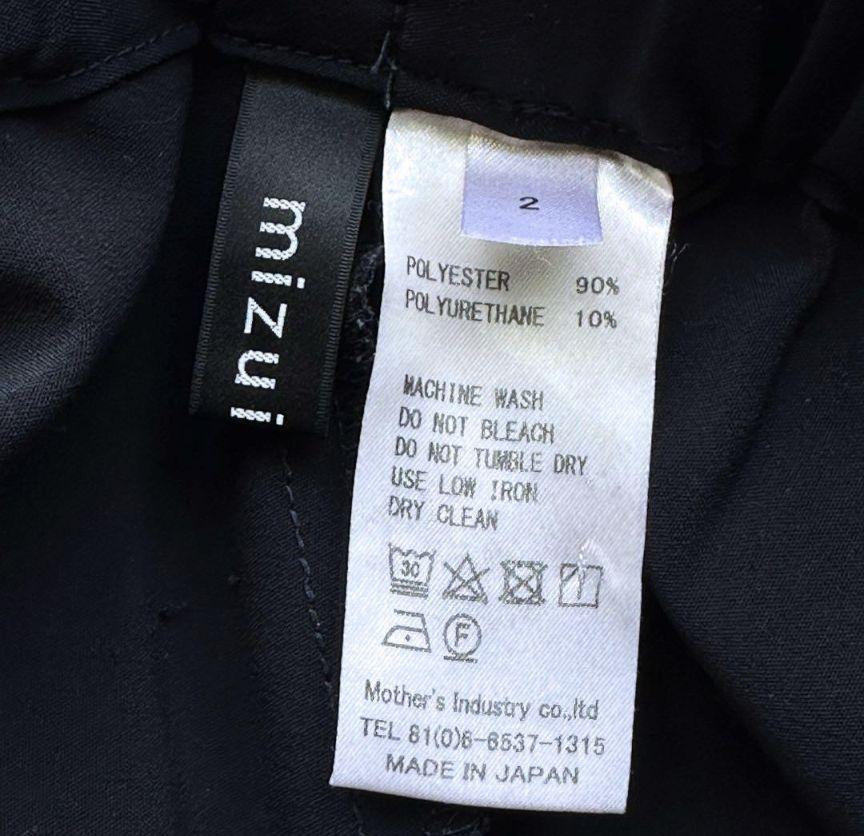 mizuiro
2
POLYESTER 90%
POLYURETHANE 10%
MACHINE WASH
DO NOT BLEACH
DO NOT TUMBLE DRY
USE LOW IRON
DRY CLEAN
30
F
Mother's Industry co.,ltd
TEL 81(0)6-6537-1315
MADE IN JAPAN